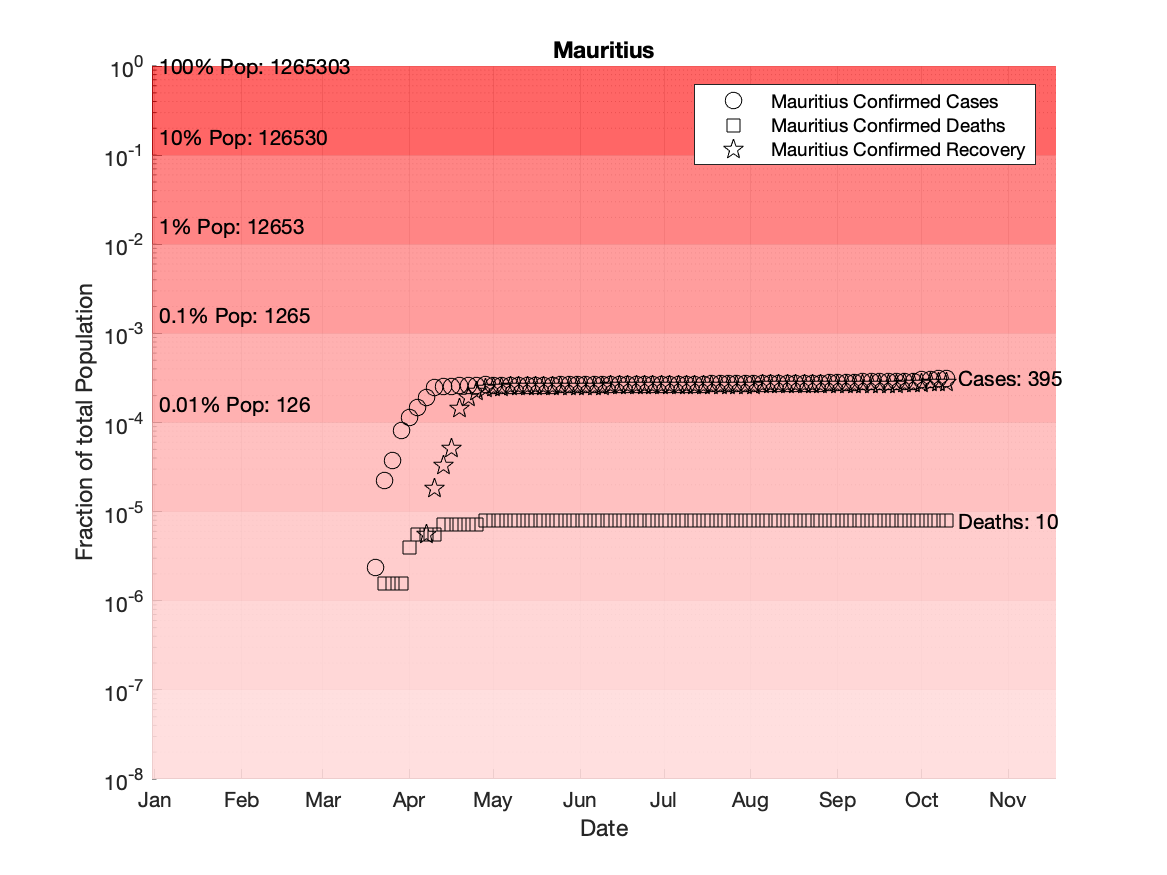 Mauritius
10^0
100% Pop: 1265303
Mauritius Confirmed Cases
Mauritius Confirmed Deaths
Mauritius Confirmed Recovery
10% Pop: 126530
10^-1
1% Pop: 12653
10^-2
0.1% Pop: 1265
10^-3
Cases: 395
0.01% Pop: 126
10^-4
10^-5
Deaths: 10
10^-6
10^-7
10^-8
Fraction of total Population
Jan Feb Mar Apr May Jun Jul Aug Sep Oct Nov
Date